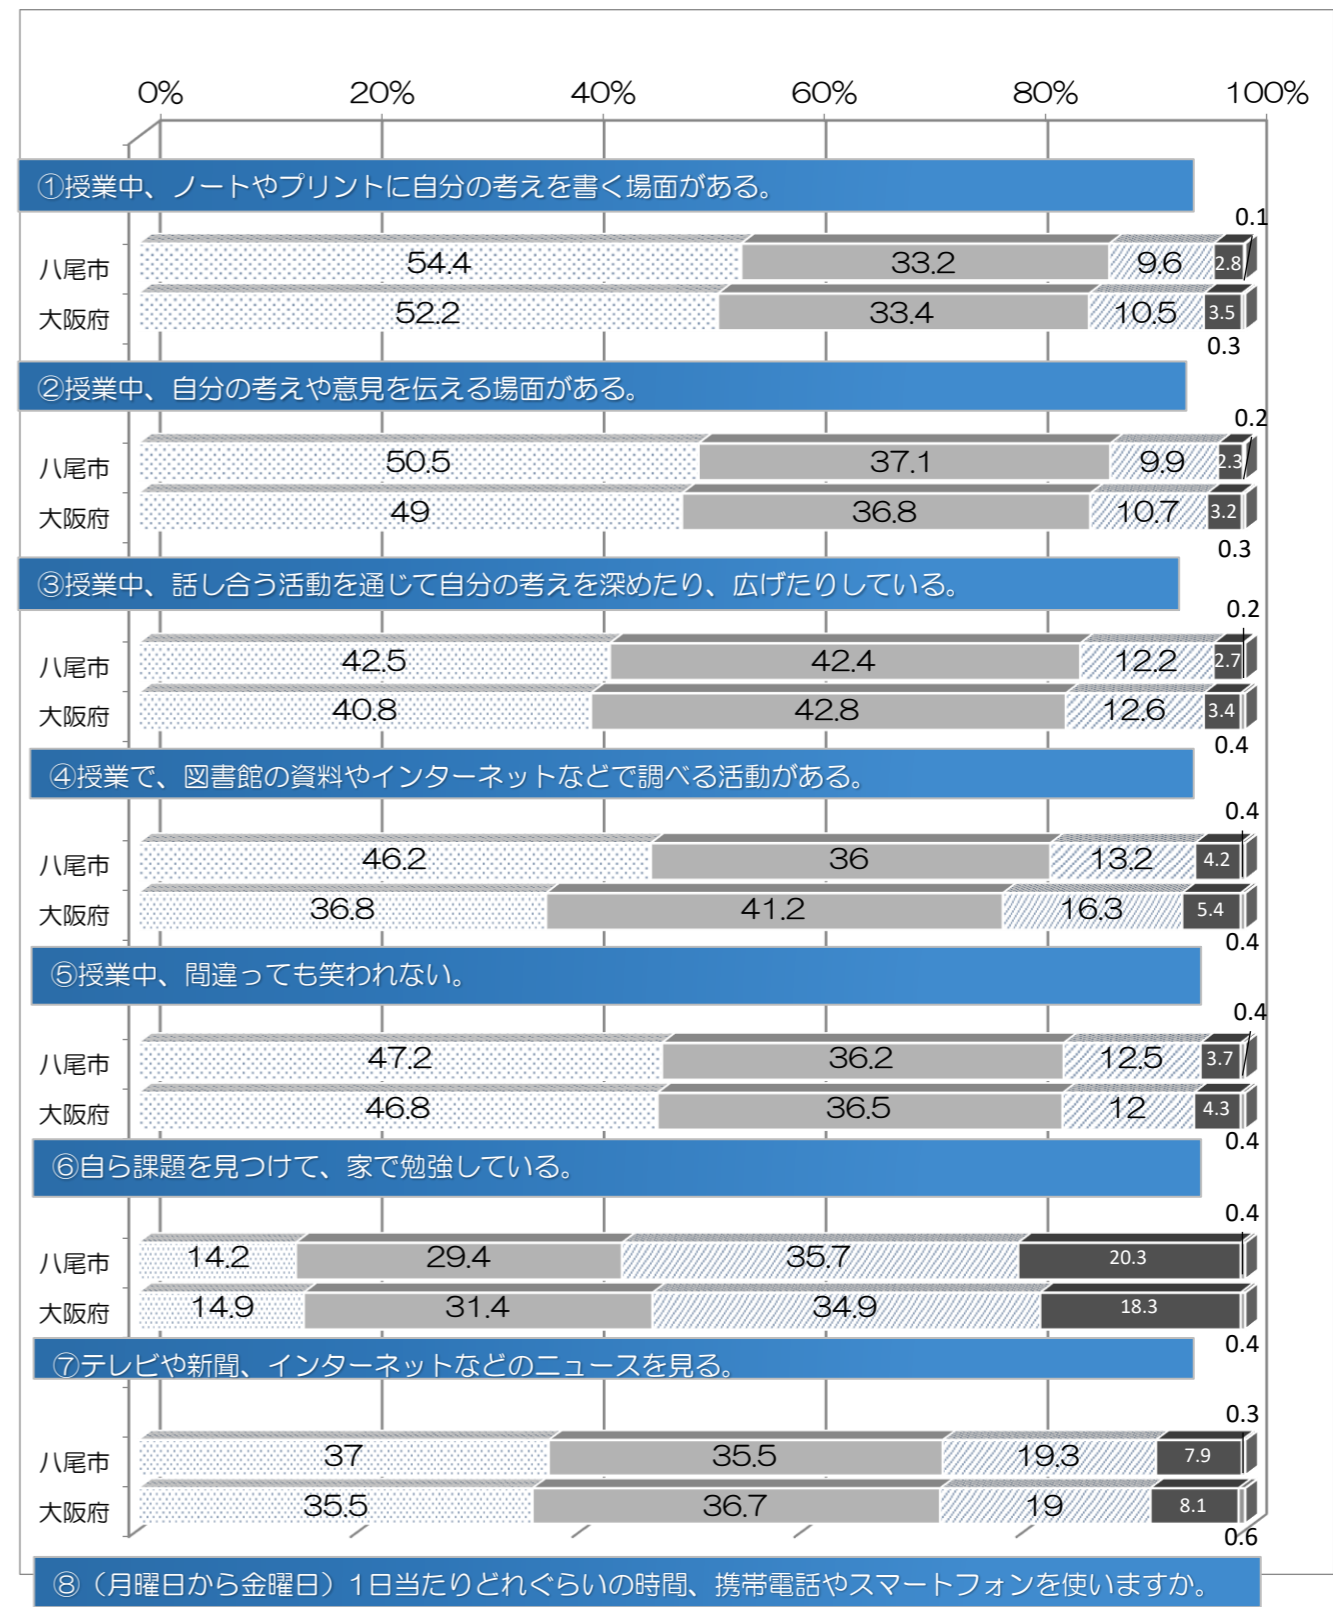 0% 20% 40% 60% 80% 100%
①授業中、ノートやプリントに自分の考えを書く場面がある。
0.1
八尾市 54.4 33.2 9.6 2.8
大阪府 52.2 33.4 10.5 3.5
0.3
②授業中、自分の考えや意見を伝える場面がある。
0.2
八尾市 50.5 37.1 9.9 2.3
大阪府 49 36.8 10.7 3.2
0.3
③授業中、話し合う活動を通じて自分の考えを深めたり、広げたりしている。
0.2
八尾市 42.5 42.4 12.2 2.7
大阪府 40.8 42.8 12.6 3.4
0.4
④授業で、図書館の資料やインターネットなどで調べる活動がある。
0.4
八尾市 46.2 36 13.2 4.2
大阪府 36.8 41.2 16.3 5.4
0.4
⑤授業中、間違っても笑われない。
0.4
八尾市 47.2 36.2 12.5 3.7
大阪府 46.8 36.5 12 4.3
0.4
⑥自ら課題を見つけて、家で勉強している。
0.4
八尾市 14.2 29.4 35.7 20.3
大阪府 14.9 31.4 34.9 18.3
0.4
⑦テレビや新聞、インターネットなどのニュースを見る。
0.3
八尾市 37 35.5 19.3 7.9
大阪府 35.5 36.7 19 8.1
0.6
⑧（月曜日から金曜日）1日当たりどれぐらいの時間、携帯電話やスマートフォンを使いますか。